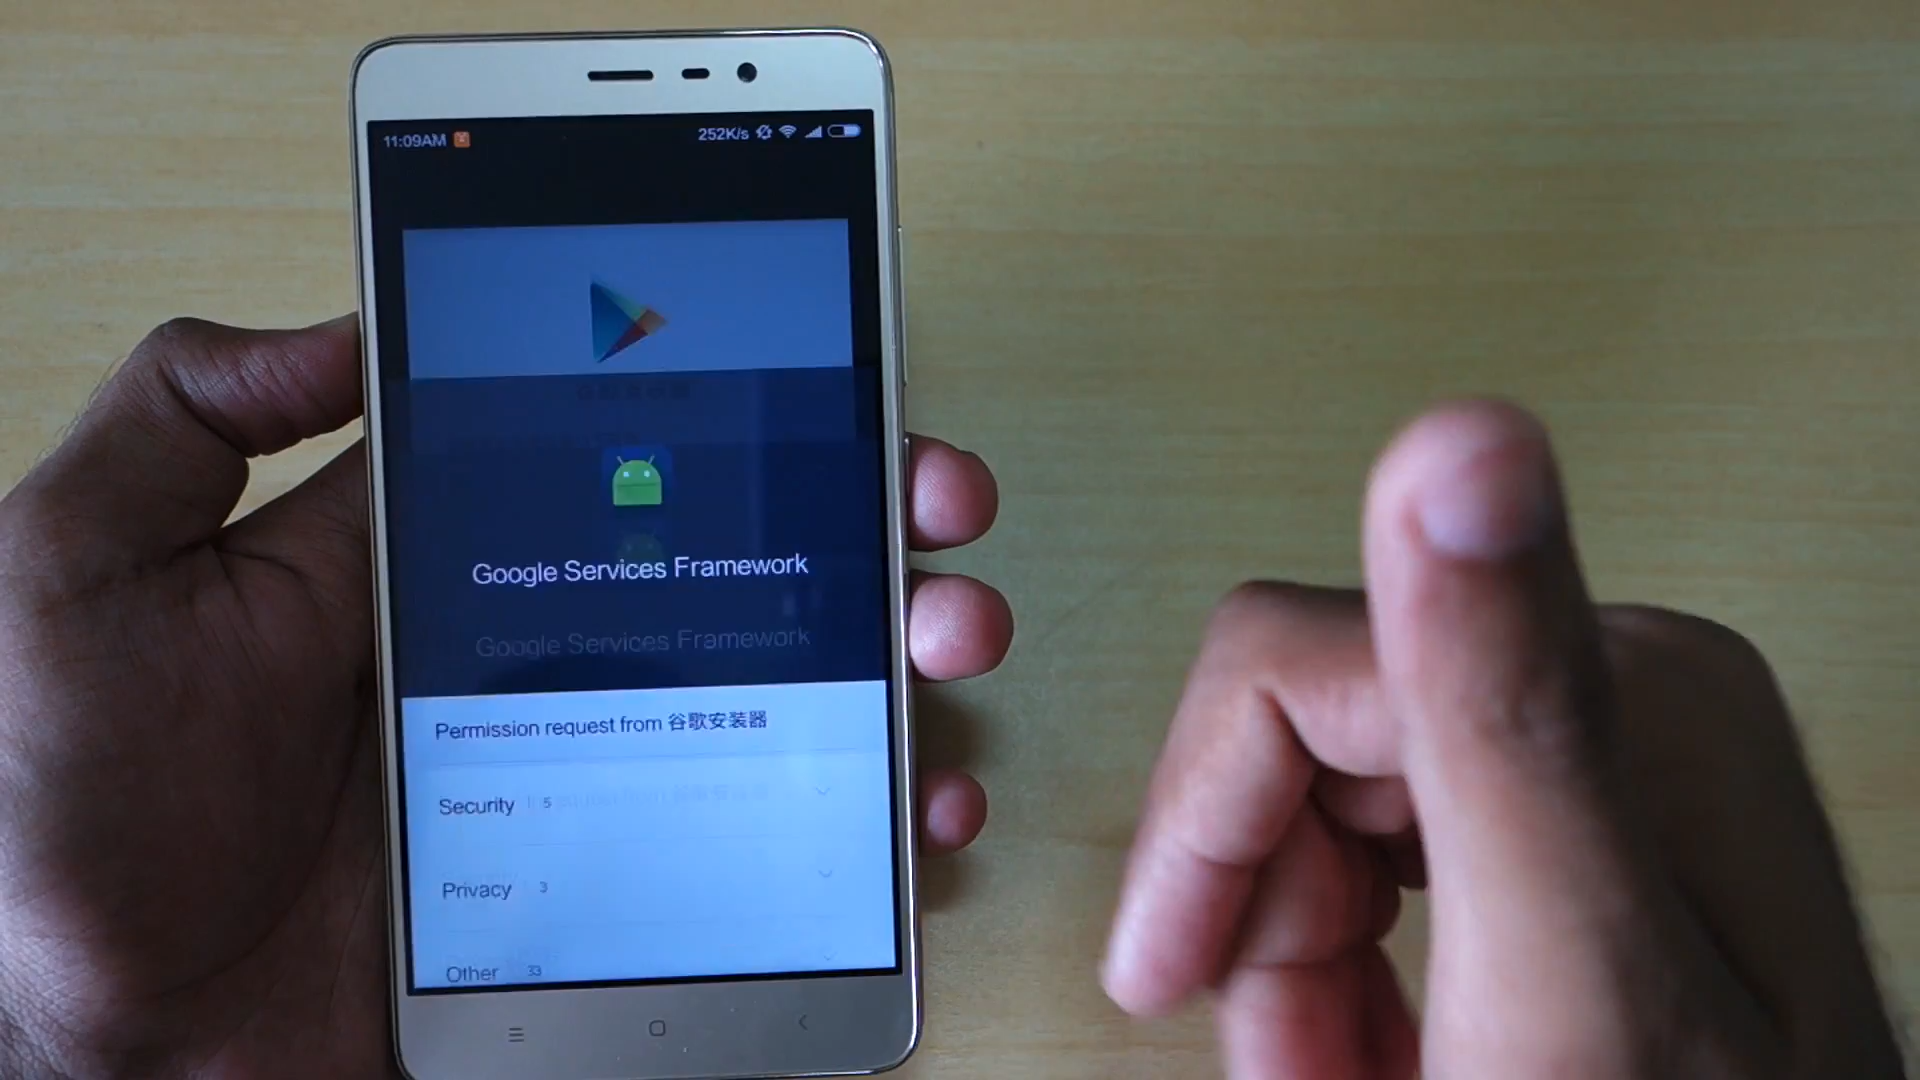 11:09AM
252K/s
Google Services Framework
Google Services Framework
Permission request from 谷歌安装器
Security 5
Privacy 3
Other 33